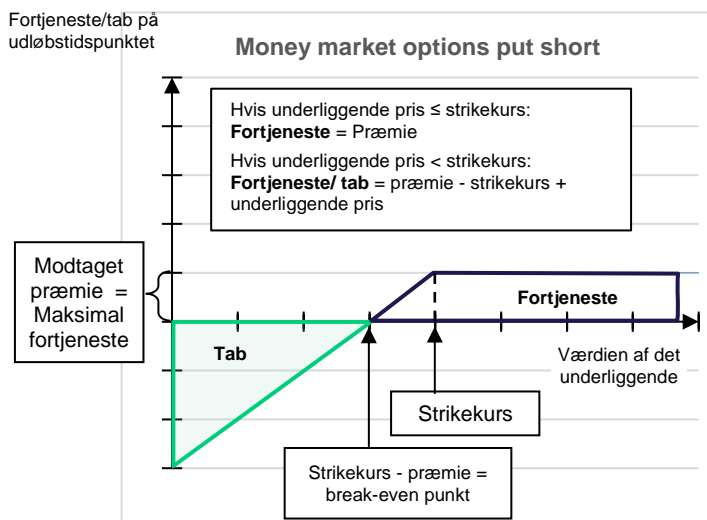 Fortjeneste/tab på
udløbstidspunktet
Money market options put short
Hvis underliggende pris ≤ strikekurs:
Fortjeneste = Præmie
Hvis underliggende pris < strikekurs:
Fortjeneste/ tab = præmie - strikekurs +
underliggende pris
Modtaget
præmie =
Maksimal
fortjeneste
Fortjeneste
Tab
Værdien af det
underliggende
Strikekurs
Strikekurs - præmie =
break-even punkt